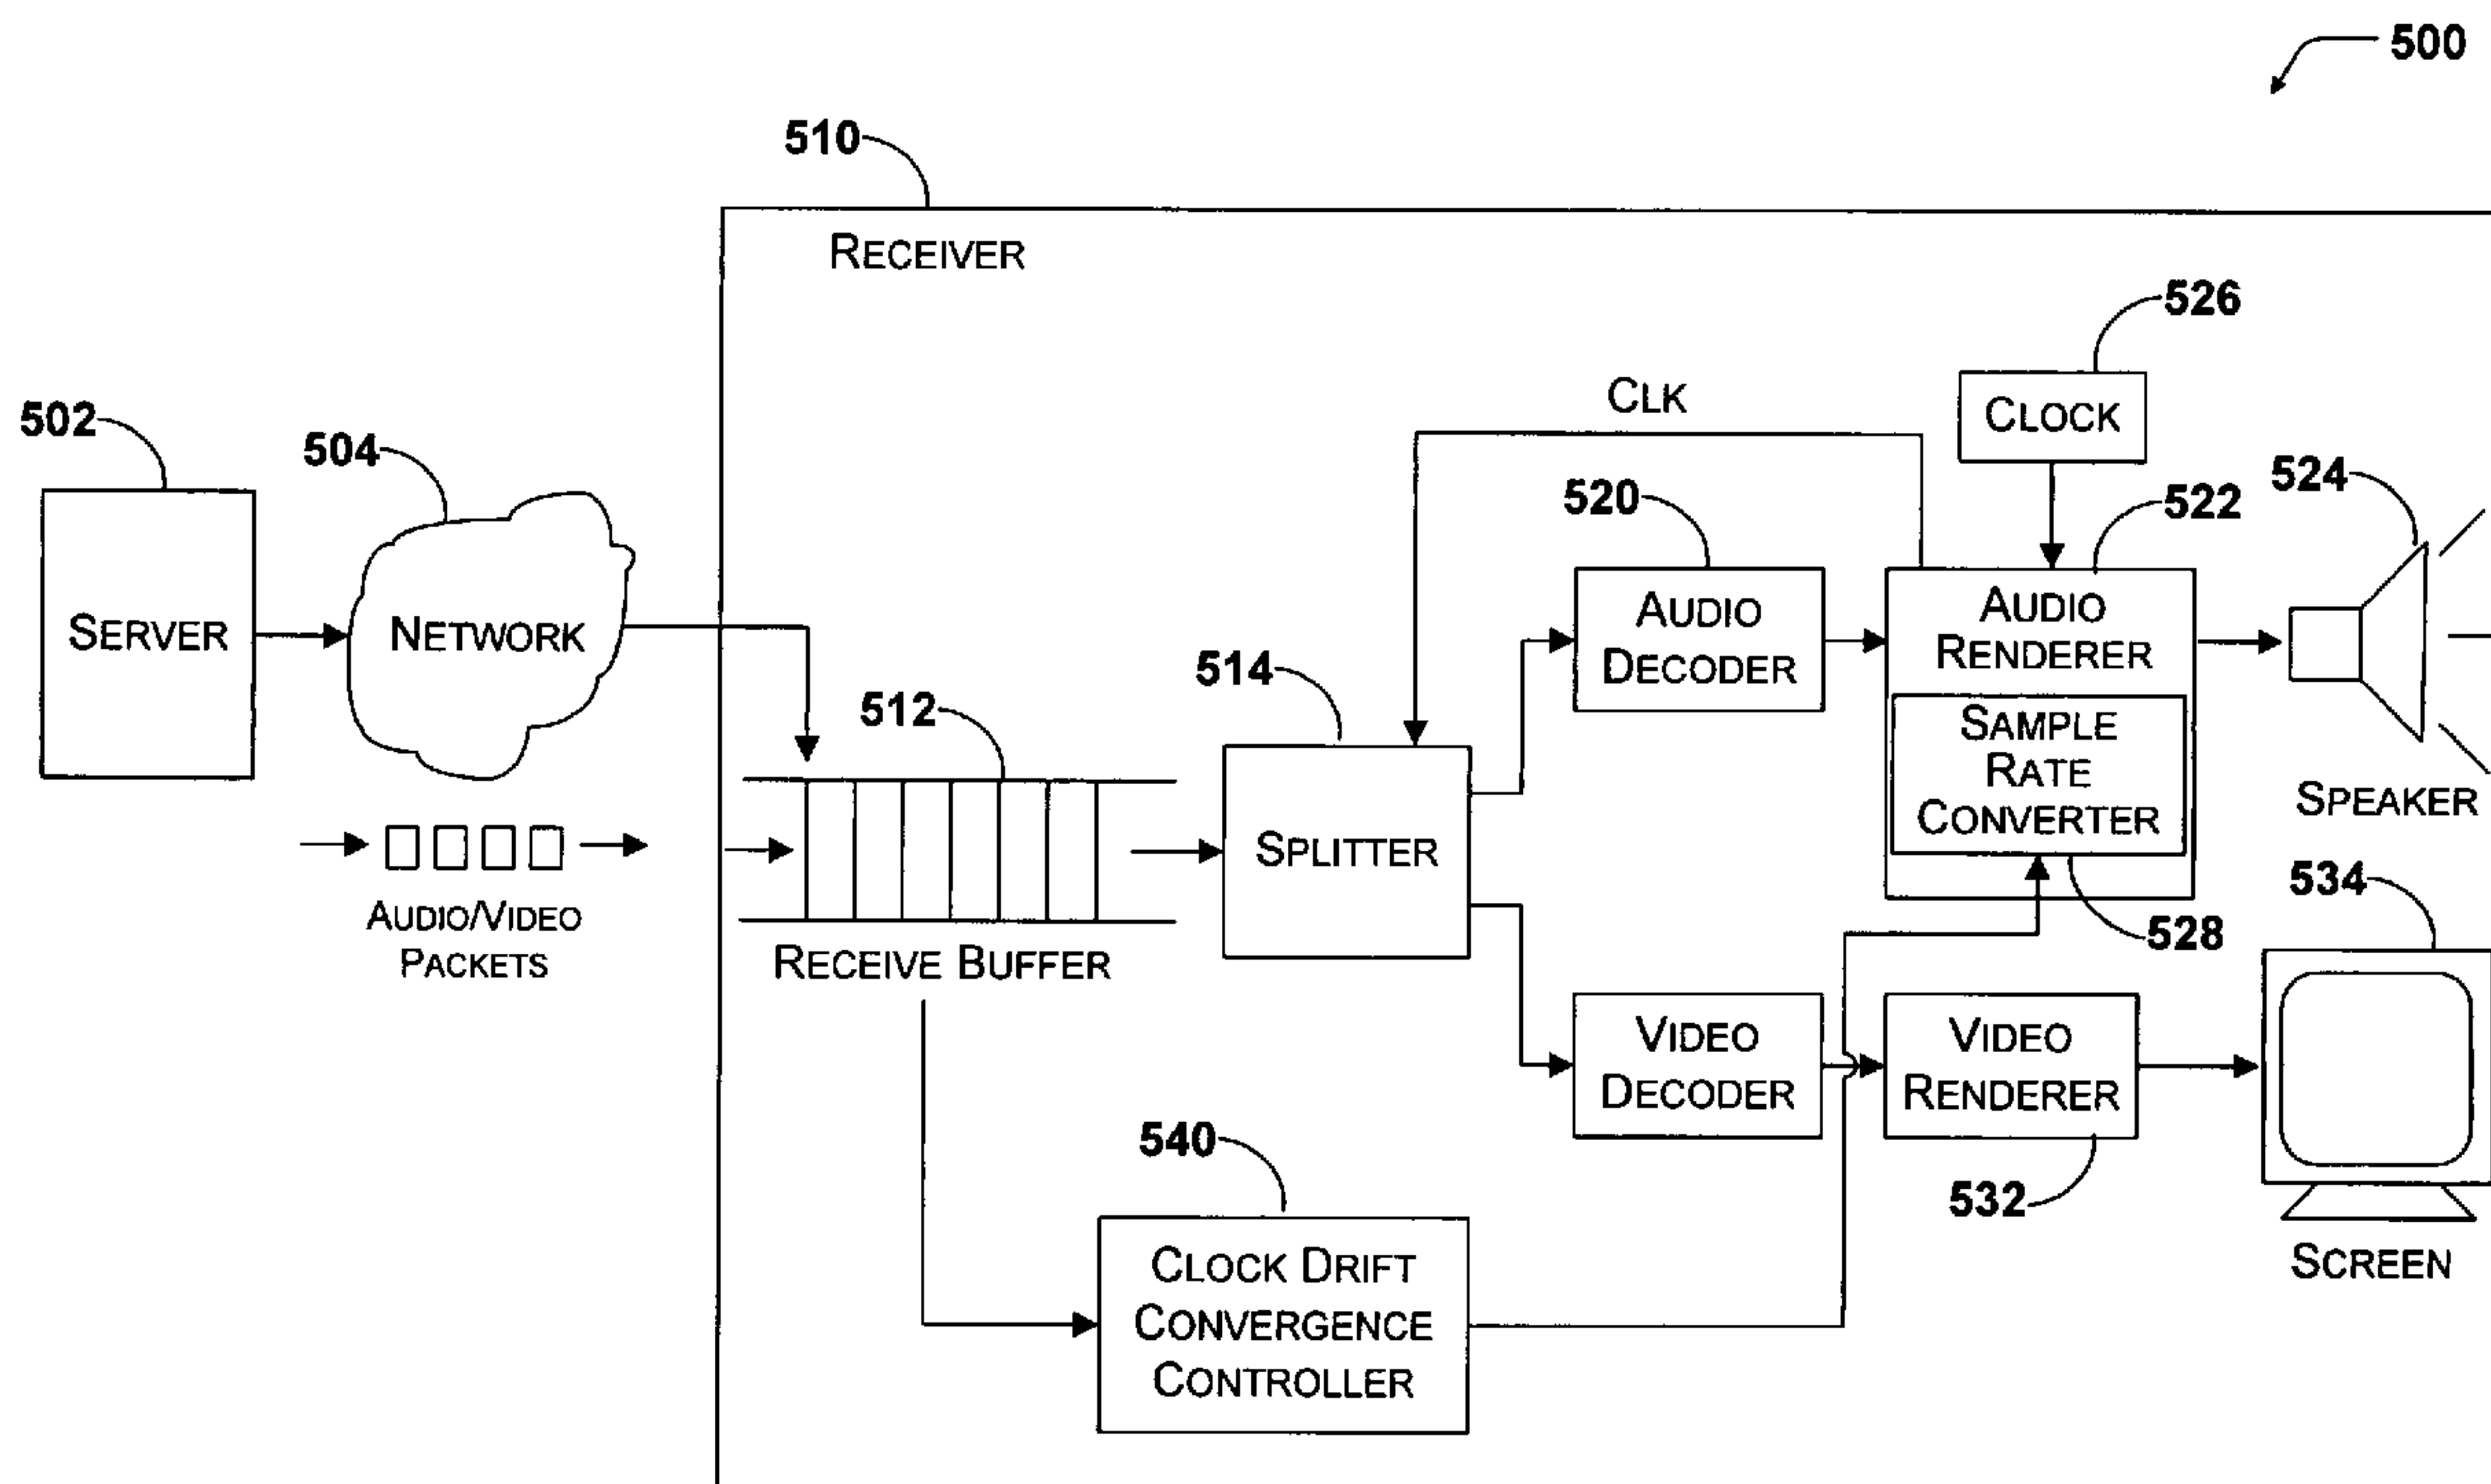 500
510
RECEIVER
526
CLK
CLOCK
502
504
524
520
522
SERVER
NETWORK
AUDIO
DECODER
AUDIO
RENDERER
514
512
SAMPLE
RATE
CONVERTER
SPEAKER
SPLITTER
534
AUDIO/VIDEO
PACKETS
528
RECEIVE BUFFER
VIDEO
DECODER
VIDEO
RENDERER
540
532
CLOCK DRIFT
CONVERGENCE
CONTROLLER
SCREEN